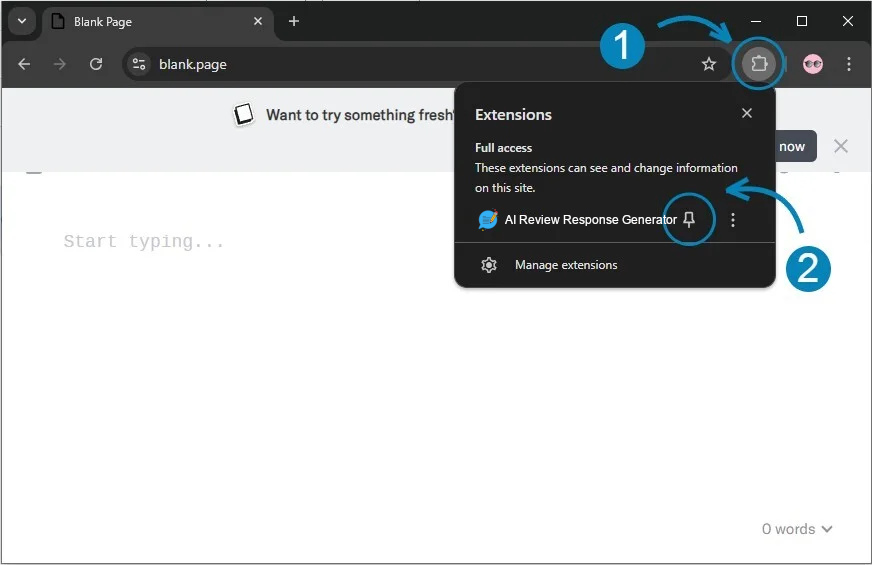 Blank Page
1
blank.page
Want to try something fresh?
Extensions
now
Full access
These extensions can see and change information
on this site.
AI Review Response Generator
Start typing...
Manage extensions
2
0 words